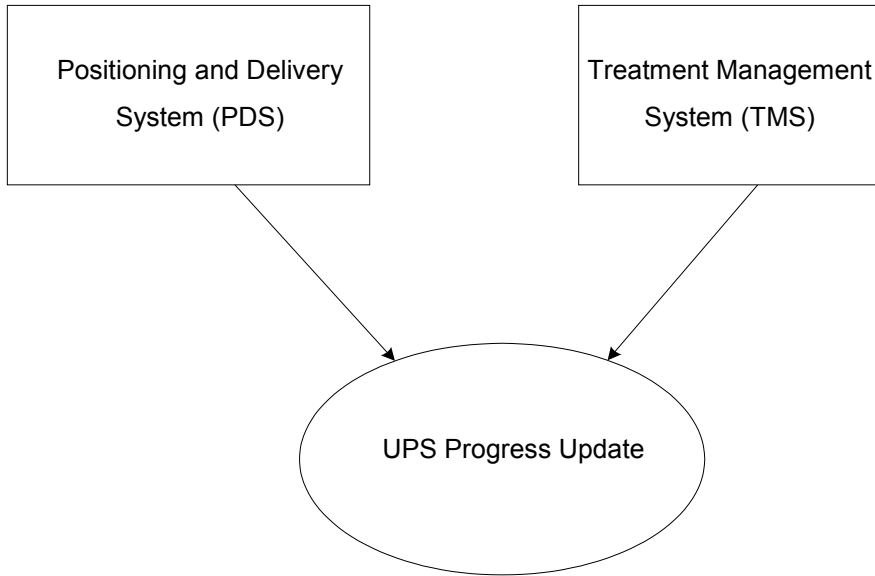 Positioning and Delivery
System (PDS)
Treatment Management
System (TMS)
UPS Progress Update